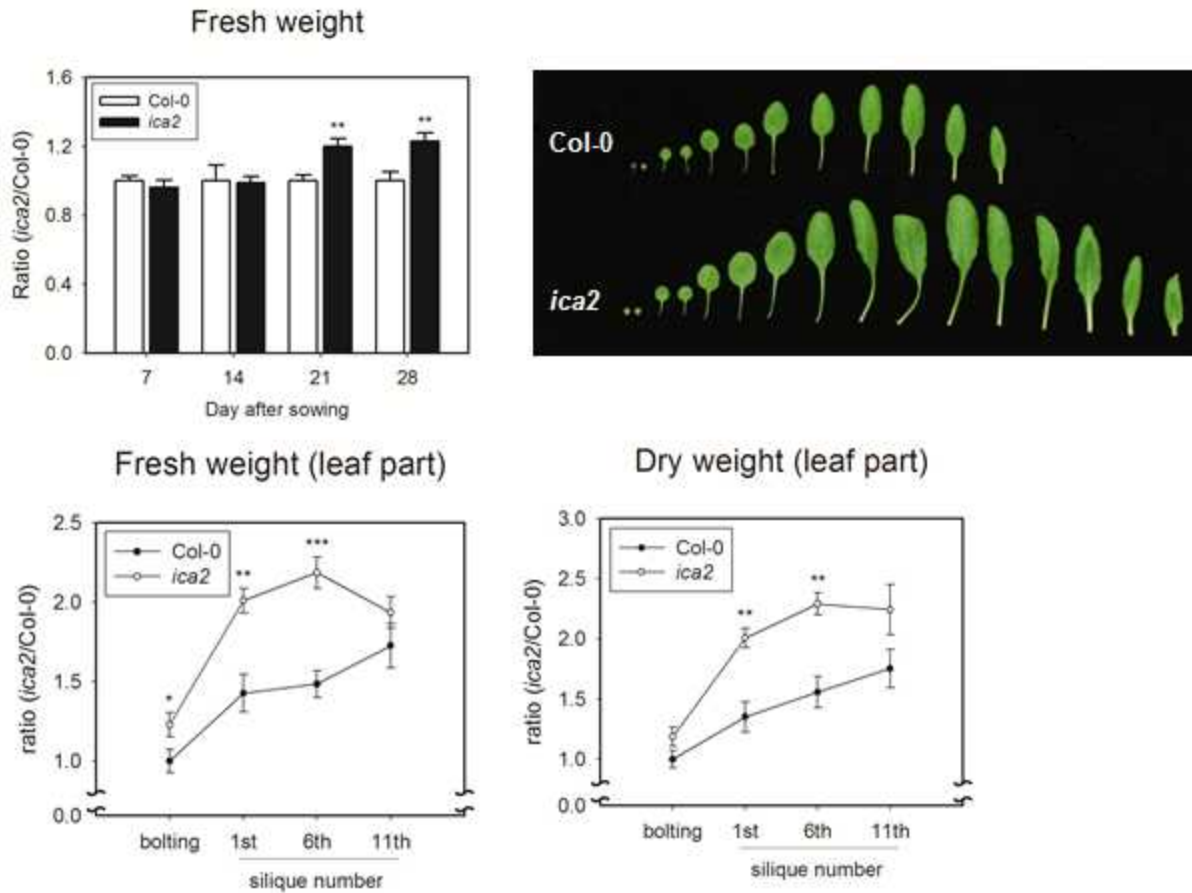 Fresh weight
1.6
1.2
0.8
0.4
0.0
Ratio (ica2/Col-0)
Col-0
ica2
**
**
7
14
21
28
Day after sowing
Col-0
ica2
Fresh weight (leaf part)
2.5
2.0
1.5
1.0
0.0
ratio (ica2/Col-0)
Col-0
ica2
*
**
***
bolting
1st
6th
11th
silique number
Dry weight (leaf part)
3.0
2.5
2.0
1.5
1.0
0.0
ratio (ica2/Col-0)
Col-0
ica2
**
**
bolting
1st
6th
11th
silique number